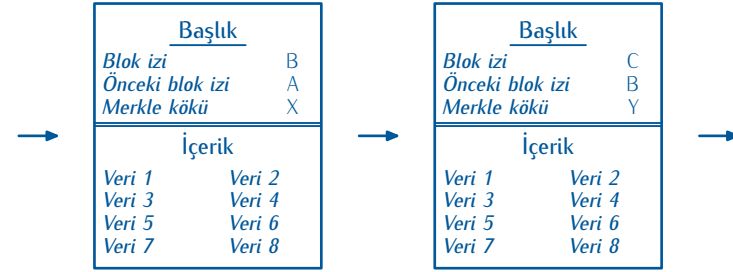 Başlık
Blok izi B
Önceki blok izi A
Merkle kökü X
İçerik
Veri 1 Veri 2
Veri 3 Veri 4
Veri 5 Veri 6
Veri 7 Veri 8
Başlık
Blok izi C
Önceki blok izi B
Merkle kökü Y
İçerik
Veri 1 Veri 2
Veri 3 Veri 4
Veri 5 Veri 6
Veri 7 Veri 8